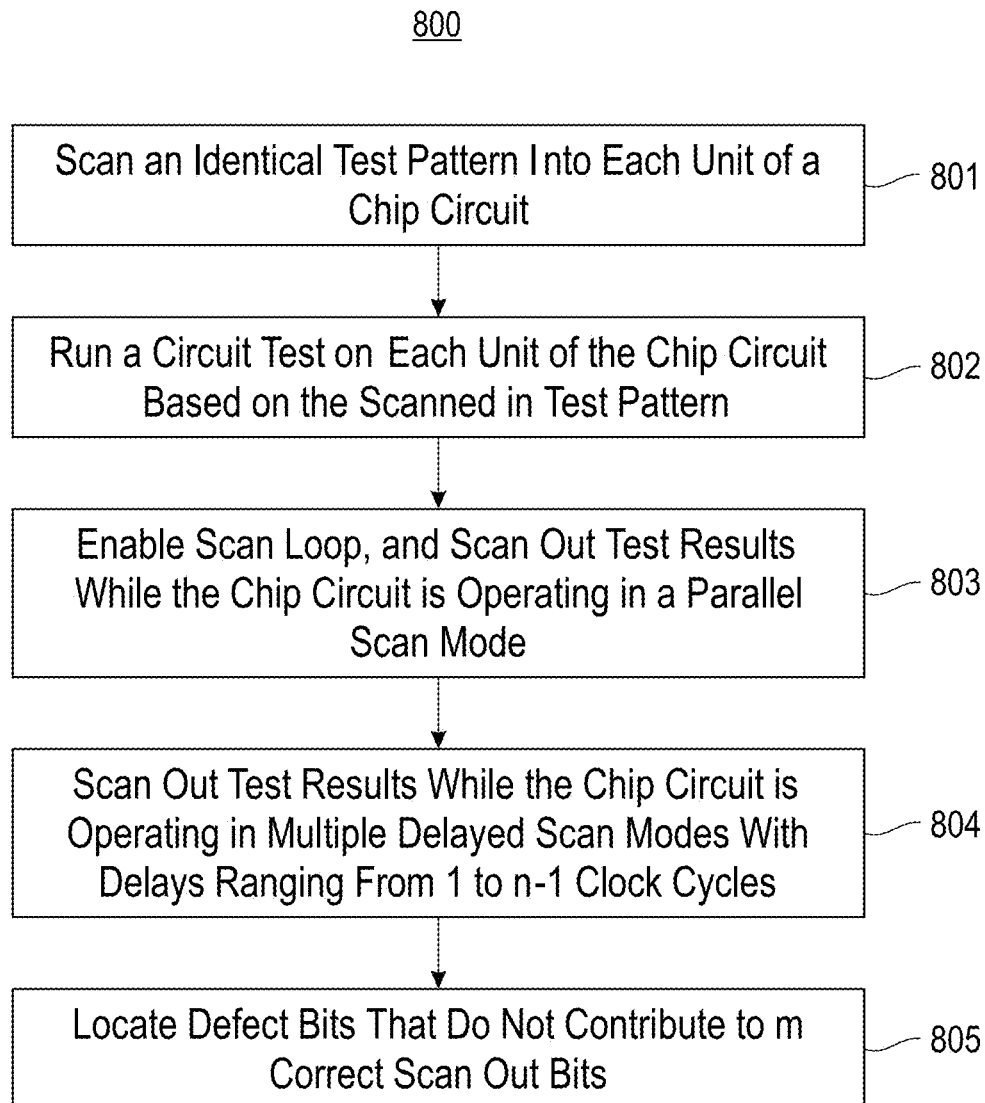 800
Scan an Identical Test Pattern Into Each Unit of a
Chip Circuit
801
Run a Circuit Test on Each Unit of the Chip Circuit
Based on the Scanned in Test Pattern
802
Enable Scan Loop, and Scan Out Test Results
While the Chip Circuit is Operating in a Parallel
Scan Mode
803
Scan Out Test Results While the Chip Circuit is
Operating in Multiple Delayed Scan Modes With
Delays Ranging From 1 to n-1 Clock Cycles
804
Locate Defect Bits That Do Not Contribute to m
Correct Scan Out Bits
805